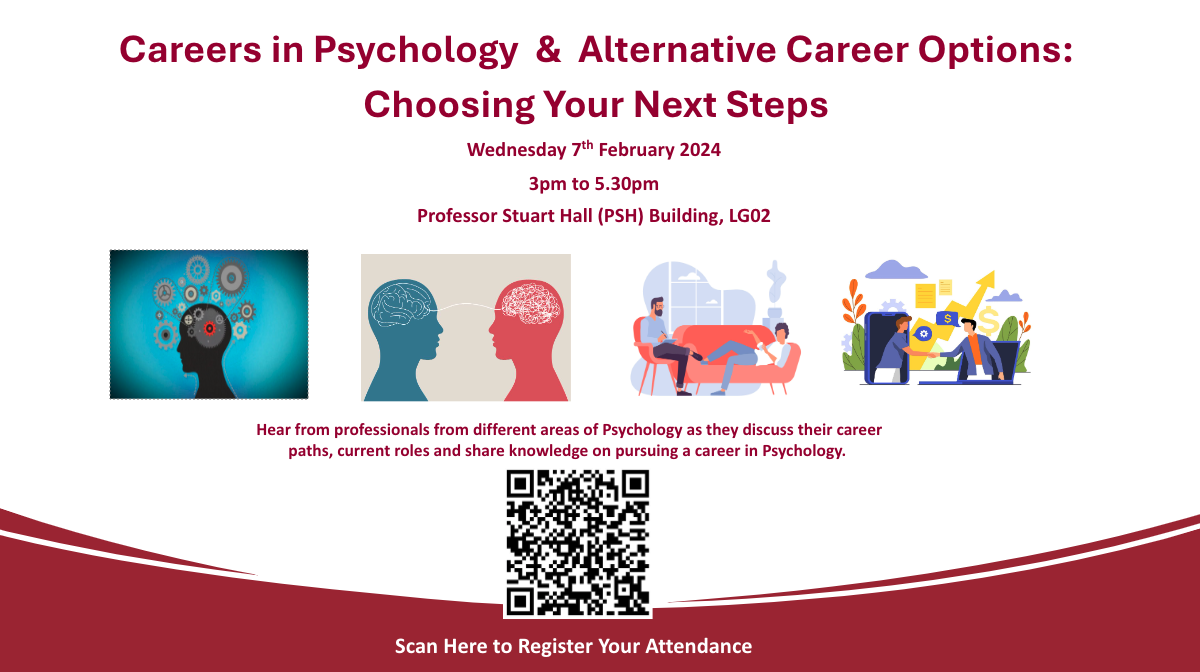 Careers in Psychology & Alternative Career Options:
Choosing Your Next Steps
Wednesday 7th February 2024
3pm to 5.30pm
Professor Stuart Hall (PSH) Building, LG02
$
$
Hear from professionals from different areas of Psychology as they discuss their career
paths, current roles and share knowledge on pursuing a career in Psychology.
Scan Here to Register Your Attendance